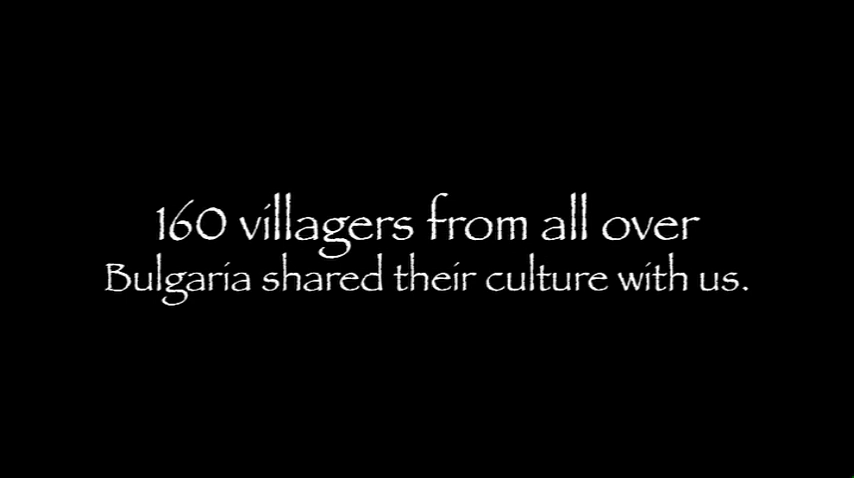 160 villagers from all over
Bulgaria shared their culture with us.